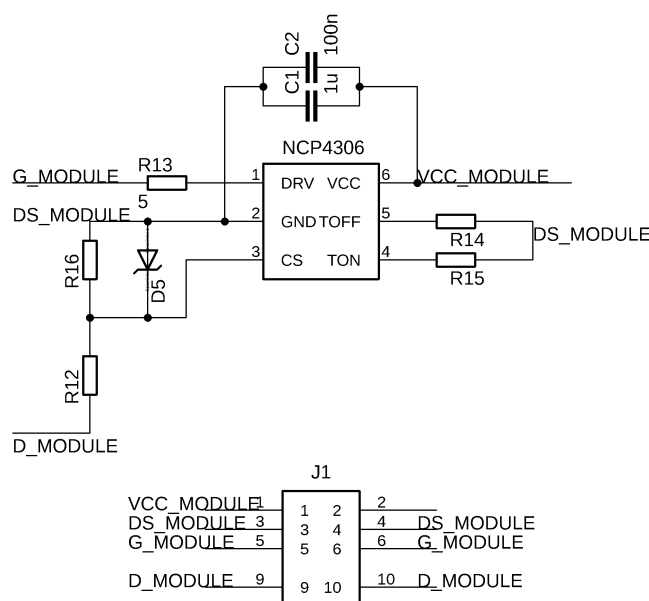 C2 100n
C1 1u
NCP4306
G_MODULE R13 1 DRV VCC 6 VCC_MODULE
5
DS_MODULE 2 GND TOFF 5 R14 DS_MODULE
R16 D5 3 CS TON 4 R15
R12
D_MODULE
J1
VCC_MODULE 1 1 2 2
DS_MODULE 3 3 4 4 DS_MODULE
G_MODULE 5 5 6 6 G_MODULE
D_MODULE 9 9 10 10 D_MODULE